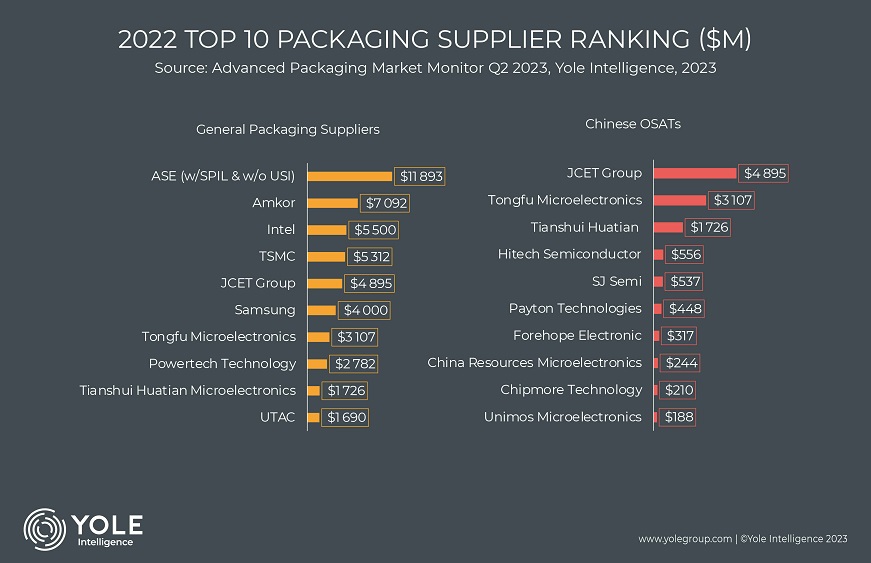 2022 TOP 10 PACKAGING SUPPLIER RANKING ($M)
Source: Advanced Packaging Market Monitor Q2 2023, Yole Intelligence, 2023
General Packaging Suppliers
ASE (w/SPIL & w/o USI) $11 893
Amkor $7 092
Intel $5 500
TSMC $5 312
JCET Group $4 895
Samsung $4 000
Tongfu Microelectronics $3 107
Powertech Technology $2 782
Tianshui Huatian Microelectronics $1 726
UTAC $1 690
Chinese OSATs
JCET Group $4 895
Tongfu Microelectronics $3 107
Tianshui Huatian $1 726
Hitech Semiconductor $556
SJ Semi $537
Payton Technologies $448
Forehope Electronic $317
China Resources Microelectronics $244
Chipmore Technology $210
Unimos Microelectronics $188
YOLE
Intelligence
www.yolegroup.com | ©Yole Intelligence 2023